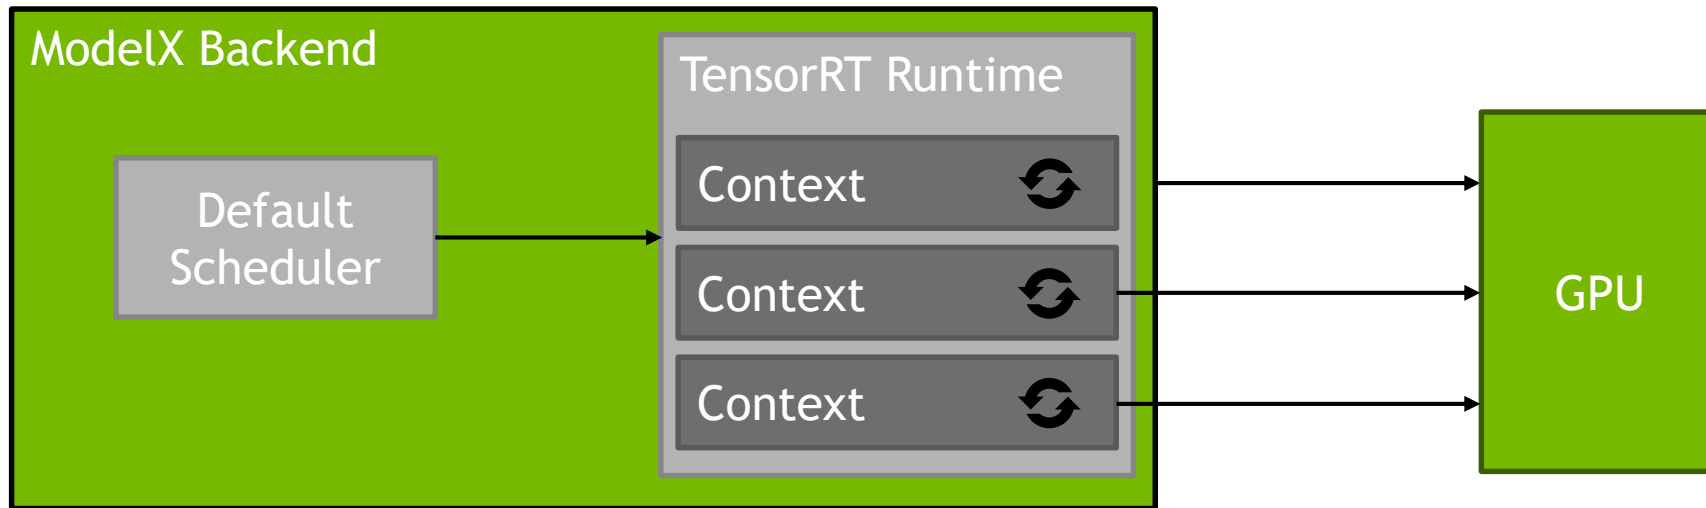 ModelX Backend
TensorRT Runtime
Default
Scheduler
Context
Context
Context
GPU